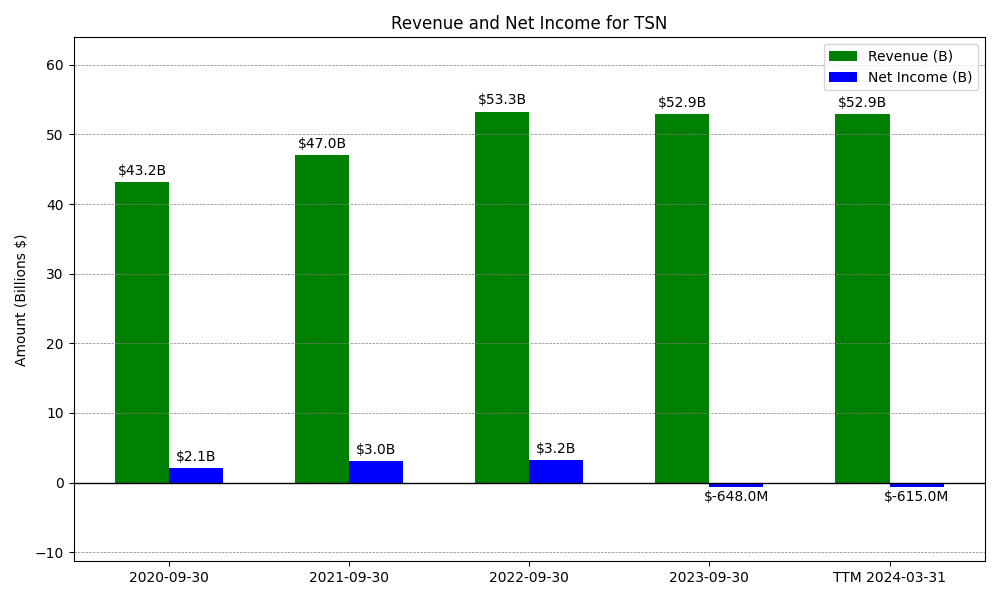 Revenue and Net Income for TSN
Revenue (B)
Net Income (B)
Amount (Billions $)
60
50
40
30
20
10
0
−10
$43.2B
$47.0B
$53.3B
$52.9B
$52.9B
$2.1B
$3.0B
$3.2B
$-648.0M
$-615.0M
2020-09-30
2021-09-30
2022-09-30
2023-09-30
TTM 2024-03-31